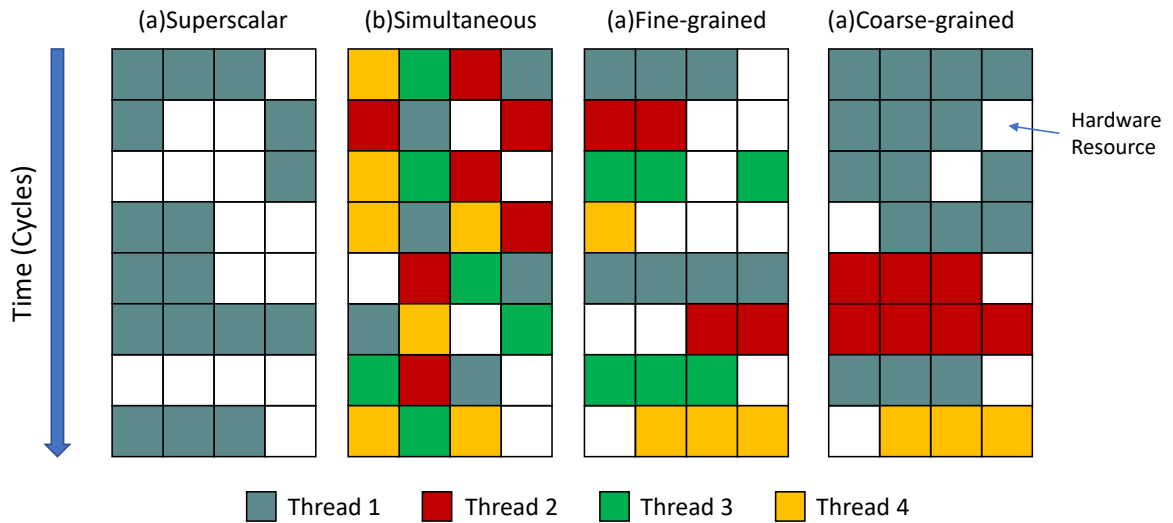 (a)Superscalar
(b)Simultaneous
(a)Fine-grained
(a)Coarse-grained
Time (Cycles)
Hardware
Resource
Thread 1
Thread 2
Thread 3
Thread 4